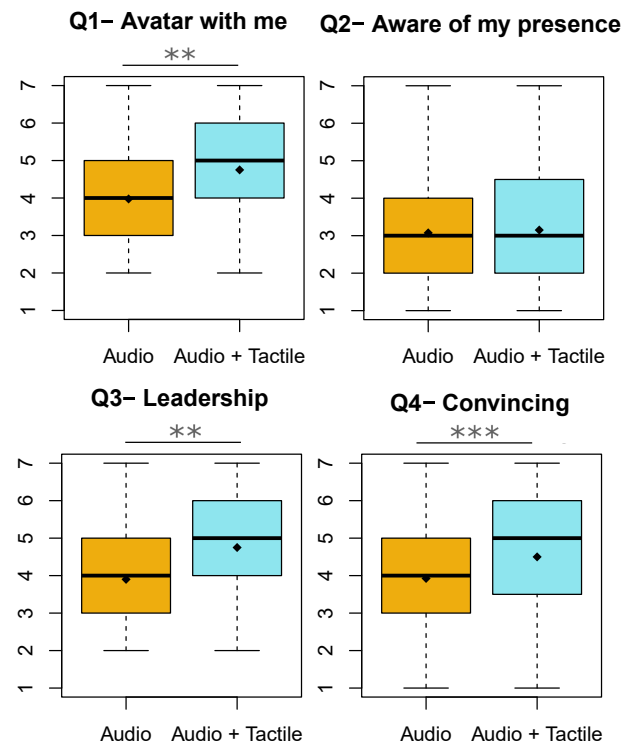 Q1− Avatar with me
Q2− Aware of my presence
**
7
6
5
4
3
2
1
Audio
Audio + Tactile
7
6
5
4
3
2
1
Audio
Audio + Tactile
Q3− Leadership
Q4− Convincing
**
***
7
6
5
4
3
2
1
Audio
Audio + Tactile
7
6
5
4
3
2
1
Audio
Audio + Tactile